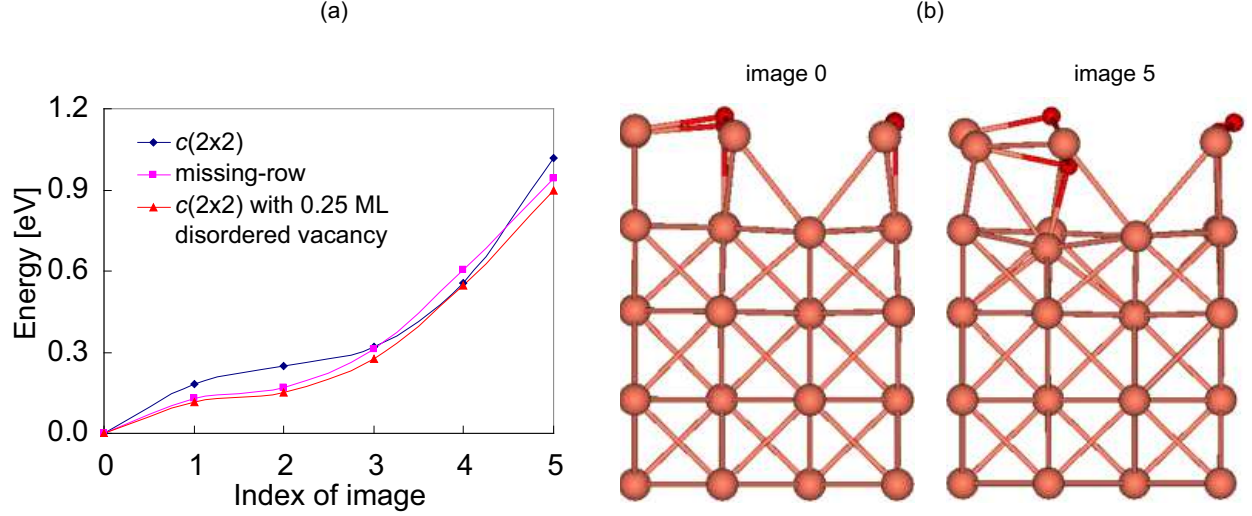 (a)
(b)
image 0
image 5
1.2
0.9
0.6
0.3
0.0
Energy [eV]
c(2x2)
missing-row
c(2x2) with 0.25 ML
disordered vacancy
0 1 2 3 4 5
Index of image